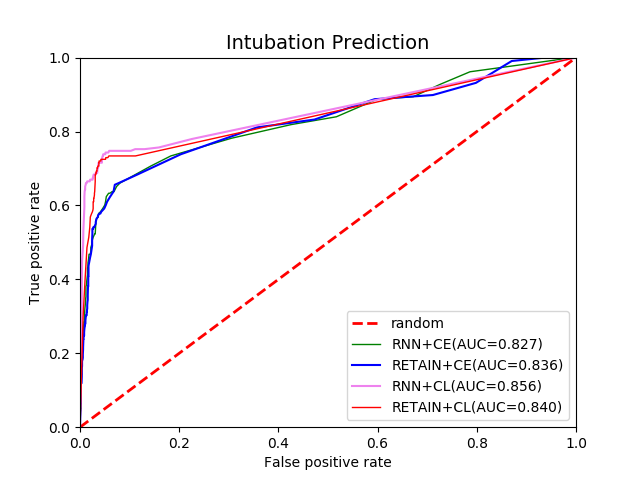 Intubation Prediction
True positive rate
1.0
0.8
0.6
0.4
0.2
0.0
random
RNN+CE(AUC=0.827)
RETAIN+CE(AUC=0.836)
RNN+CL(AUC=0.856)
RETAIN+CL(AUC=0.840)
0.0 0.2 0.4 0.6 0.8 1.0
False positive rate